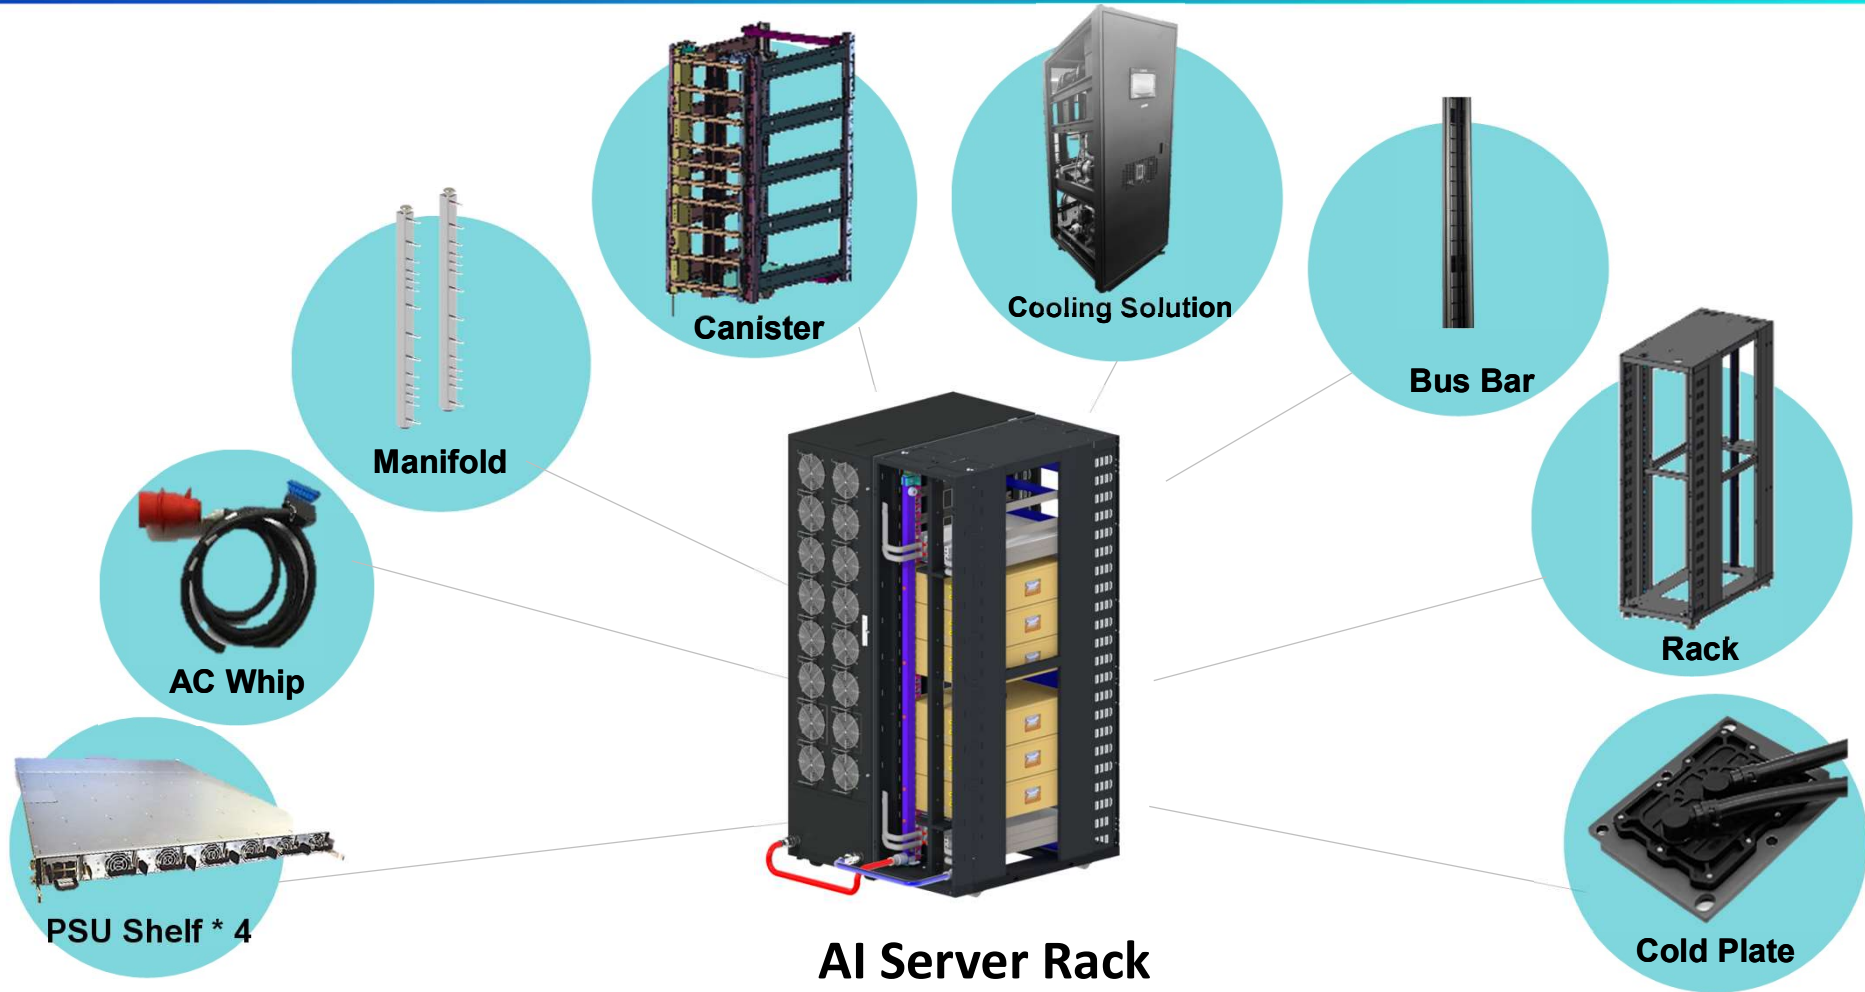 Canister
Cooling Solution
Bus Bar
Manifold
Rack
AC Whip
PSU Shelf * 4
Cold Plate
AI Server Rack